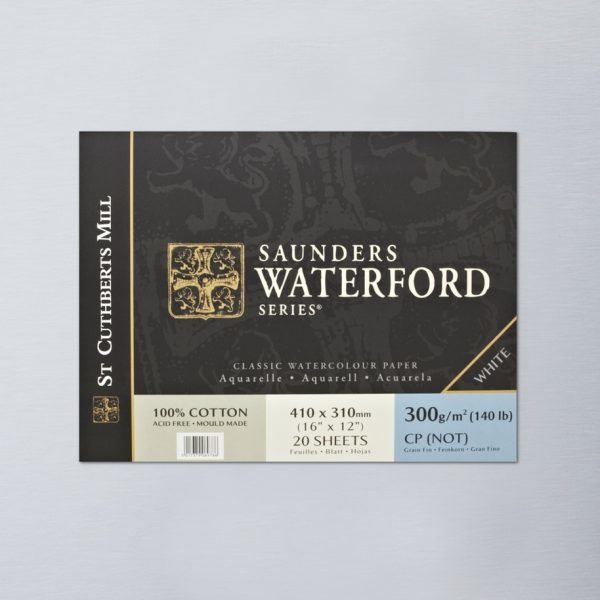 ST CUTHBERTS MILL
SAUNDERS
WATERFORD
SERIES®
CLASSIC WATERCOLOUR PAPER
Aquarelle • Aquarell • Acuarela
WHITE
100% COTTON
ACID FREE • MOULD MADE
410 x 310mm
(16" x 12")
20 SHEETS
Feuilles • Blatt • Hojas
300g/m² (140 lb)
CP (NOT)
Grain Fin • Feinkorn • Gran Fino